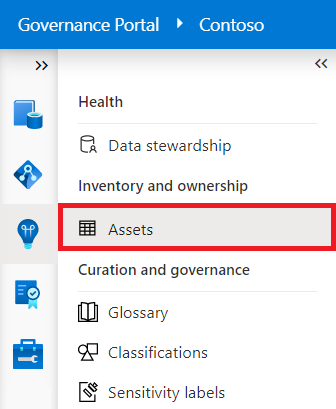 Governance Portal Contoso
Health
Data stewardship
Inventory and ownership
Assets
Curation and governance
Glossary
Classifications
Sensitivity labels